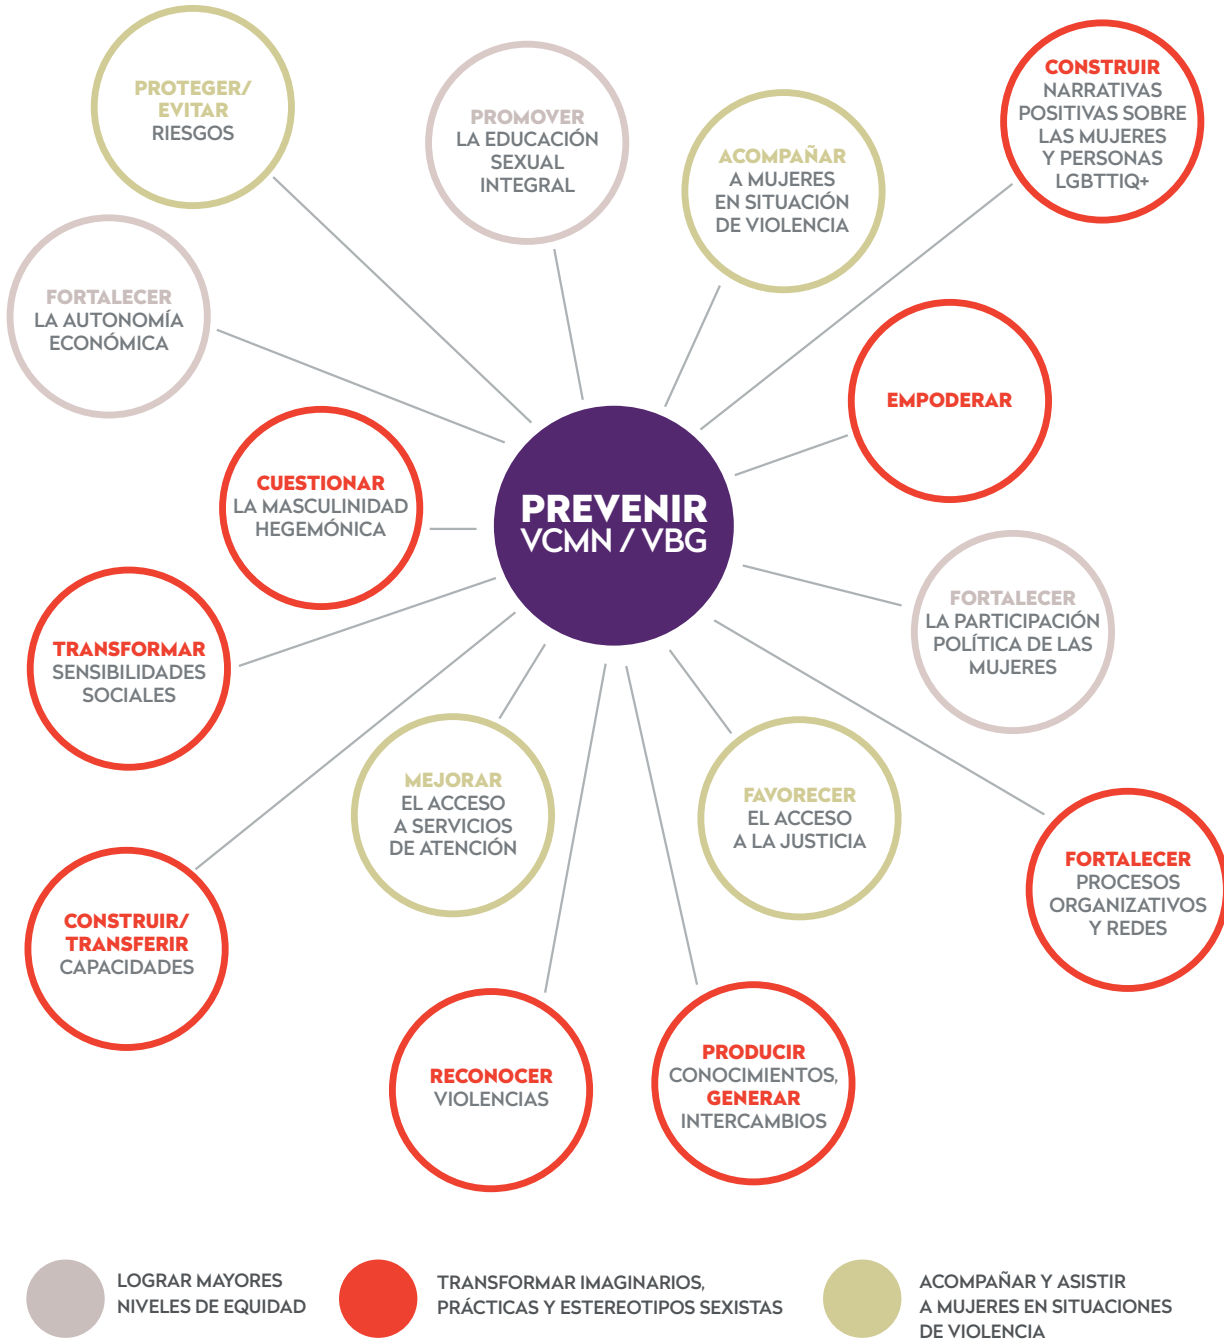 PROTEGER/
EVITAR
RIESGOS
PROMOVER
LA EDUCACIÓN
SEXUAL
INTEGRAL
ACOMPAÑAR
A MUJERES
EN SITUACIÓN
DE VIOLENCIA
CONSTRUIR
NARRATIVAS
POSITIVAS SOBRE
LAS MUJERES
Y PERSONAS
LGBTTIQ+
FORTALECER
LA AUTONOMÍA
ECONÓMICA
EMPODERAR
CUESTIONAR
LA MASCULINIDAD
HEGEMÓNICA
PREVENIR
VCMN / VBG
FORTALECER
LA PARTICIPACIÓN
POLÍTICA DE LAS
MUJERES
TRANSFORMAR
SENSIBILIDADES
SOCIALES
MEJORAR
EL ACCESO
A SERVICIOS
DE ATENCIÓN
FAVORECER
EL ACCESO
A LA JUSTICIA
FORTALECER
PROCESOS
ORGANIZATIVOS
Y REDES
CONSTRUIR/
TRANSFERIR
CAPACIDADES
RECONOCER
VIOLENCIAS
PRODUCIR
CONOCIMIENTOS,
GENERAR
INTERCAMBIOS
LOGRAR MAYORES
NIVELES DE EQUIDAD
TRANSFORMAR IMAGINARIOS,
PRÁCTICAS Y ESTEREOTIPOS SEXISTAS
ACOMPAÑAR Y ASISTIR
A MUJERES EN SITUACIONES
DE VIOLENCIA